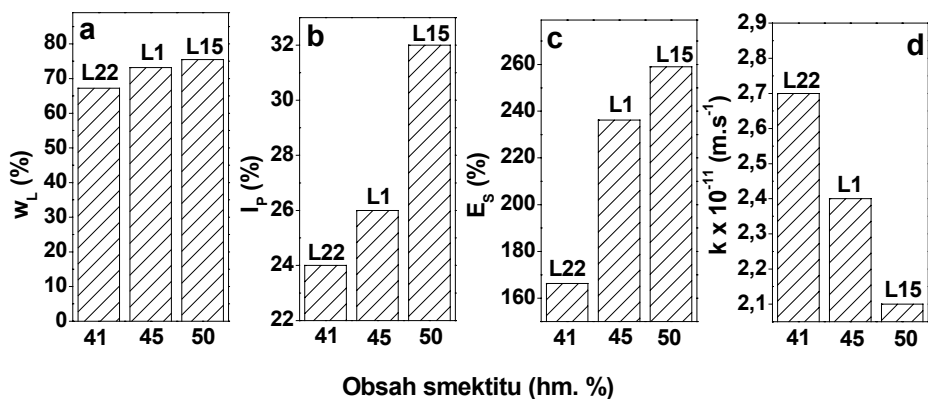 a
w_L (%)
80
70
60
50
40
30
20
10
0
L22
L1
L15
41 45 50
b
I_P (%)
32
30
28
26
24
22
L22
L1
L15
41 45 50
c
E_S (%)
260
240
220
200
180
160
L22
L1
L15
41 45 50
d
k x 10^-11 (m.s^-1)
2,9
2,8
2,7
2,6
2,5
2,4
2,3
2,2
2,1
L22
L1
L15
41 45 50
Obsah smektitu (hm. %)